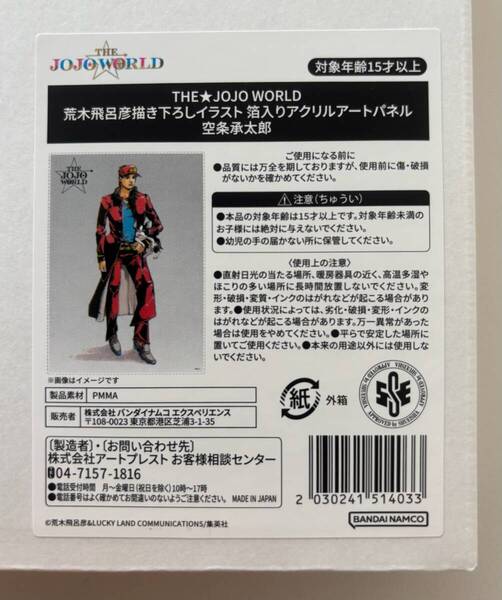 THE
JOJO WORLD
対象年齢15才以上
THE★JOJO WORLD
荒木飛呂彦描き下ろしイラスト 箔入りアクリルアートパネル
空条承太郎
THE
JOJO
WORLD
ご使用になる前に
●品質には万全を期しておりますが、使用前に傷・破損
がないかを確かめてください。
⚠注意(ちゅうい)
●本品の対象年齢は15才以上です。対象年齢未満の
お子様には絶対に与えないでください。
●幼児の手の届かない所に保管してください。
〈使用上の注意〉
●直射日光の当たる場所、暖房器具の近く、高温多湿や
ほこりの多い場所に長時間放置しないでください。変
形・破損・変質・インクのはがれなどが起こる場合があり
ます。●使用状況によっては、劣化・破損・変形・インクの
はがれなどが起こる場合があります。万一異常があった
場合は使用をやめてください。●平らで安定した場所に
置いてご使用ください。●本来の用途以外には使用し
ないでください。
※画像はイメージです
製品素材 PMMA
販売者 株式会社 バンダイナムコ エクスペリエンス
〒108-0023 東京都港区芝浦3-1-35
紙 外箱
[製造者]・[お問い合わせ先]
株式会社アートプレスト お客様相談センター
☎04-7157-1816
●電話受付時間 月〜金曜日(祝日を除く)10時〜17時
●電話番号はよく確かめてお間違いのないようご注意ください。 MADE IN JAPAN
2 030241 514033
©荒木飛呂彦&LUCKY LAND COMMUNICATIONS/集英社
BANDAI NAMCO